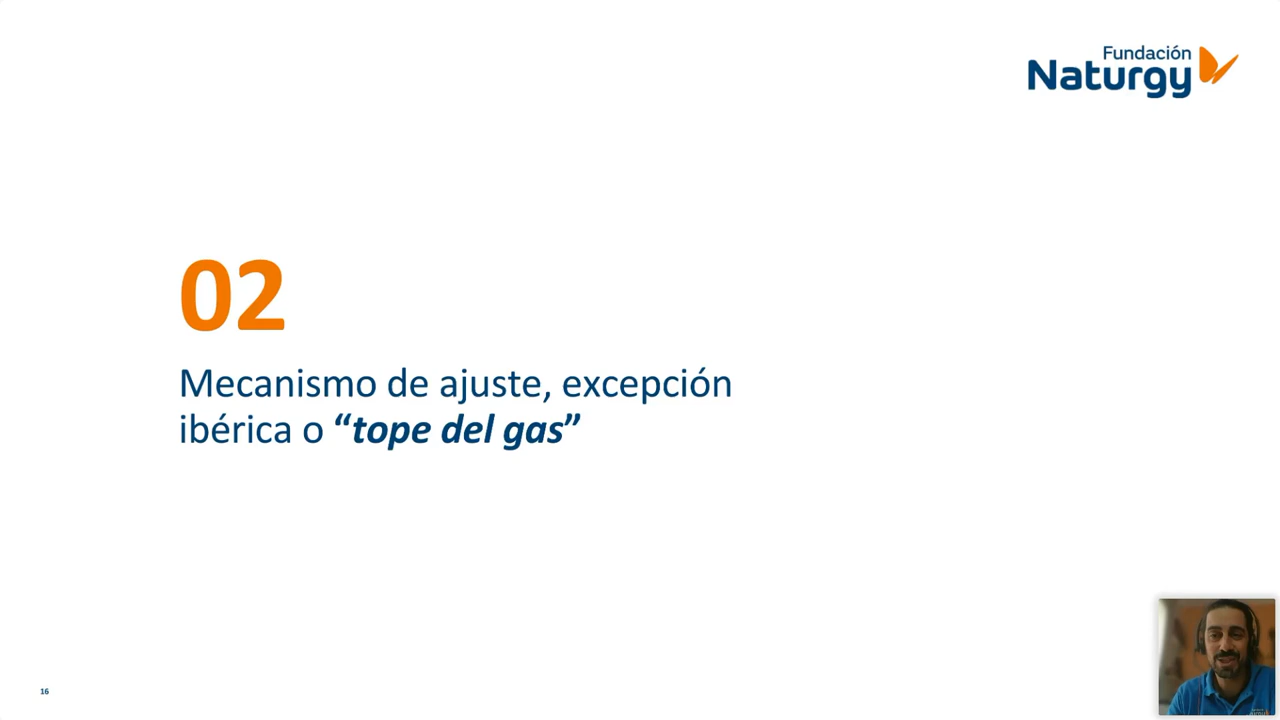 Fundación
Naturgy
02
Mecanismo de ajuste, excepción
ibérica o “tope del gas”
16